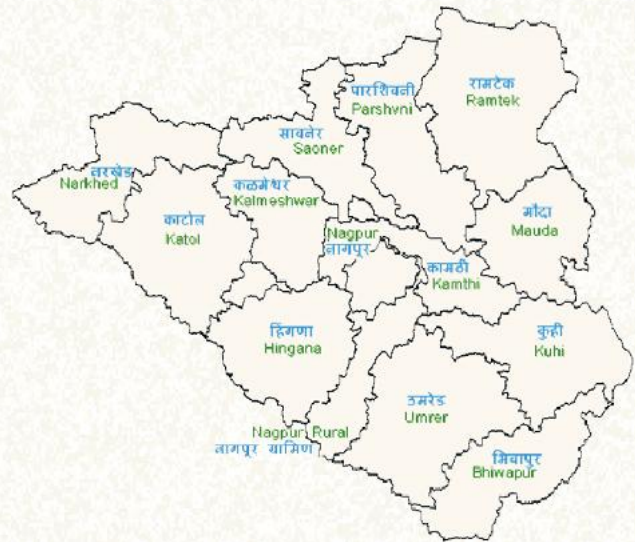 पारशिवनी
Parshvni
रामटेक
Ramtek
सावनेर
Saoner
नरखेड
Narkhed
कळमेश्वर
Kalmeshwar
काटोल
Katol
मौदा
Mauda
Nagpur
नागपूर
कामठी
Kamthi
हिंगणा
Hingana
कुही
Kuhi
उमरेड
Umrer
Nagpur Rural
नागपूर ग्रामिण
भिवापुर
Bhiwapur